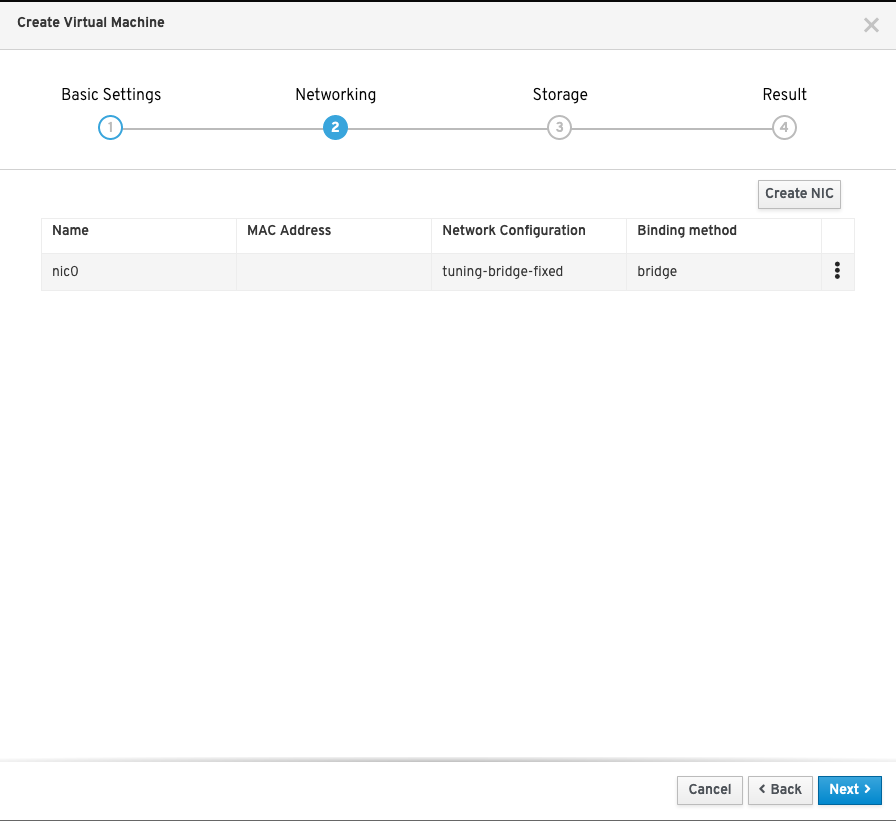 Create Virtual Machine
Basic Settings
Networking
Storage
Result
1
2
3
4
Create NIC
Name MAC Address Network Configuration Binding method
nic0 tuning-bridge-fixed bridge
Cancel
Back
Next